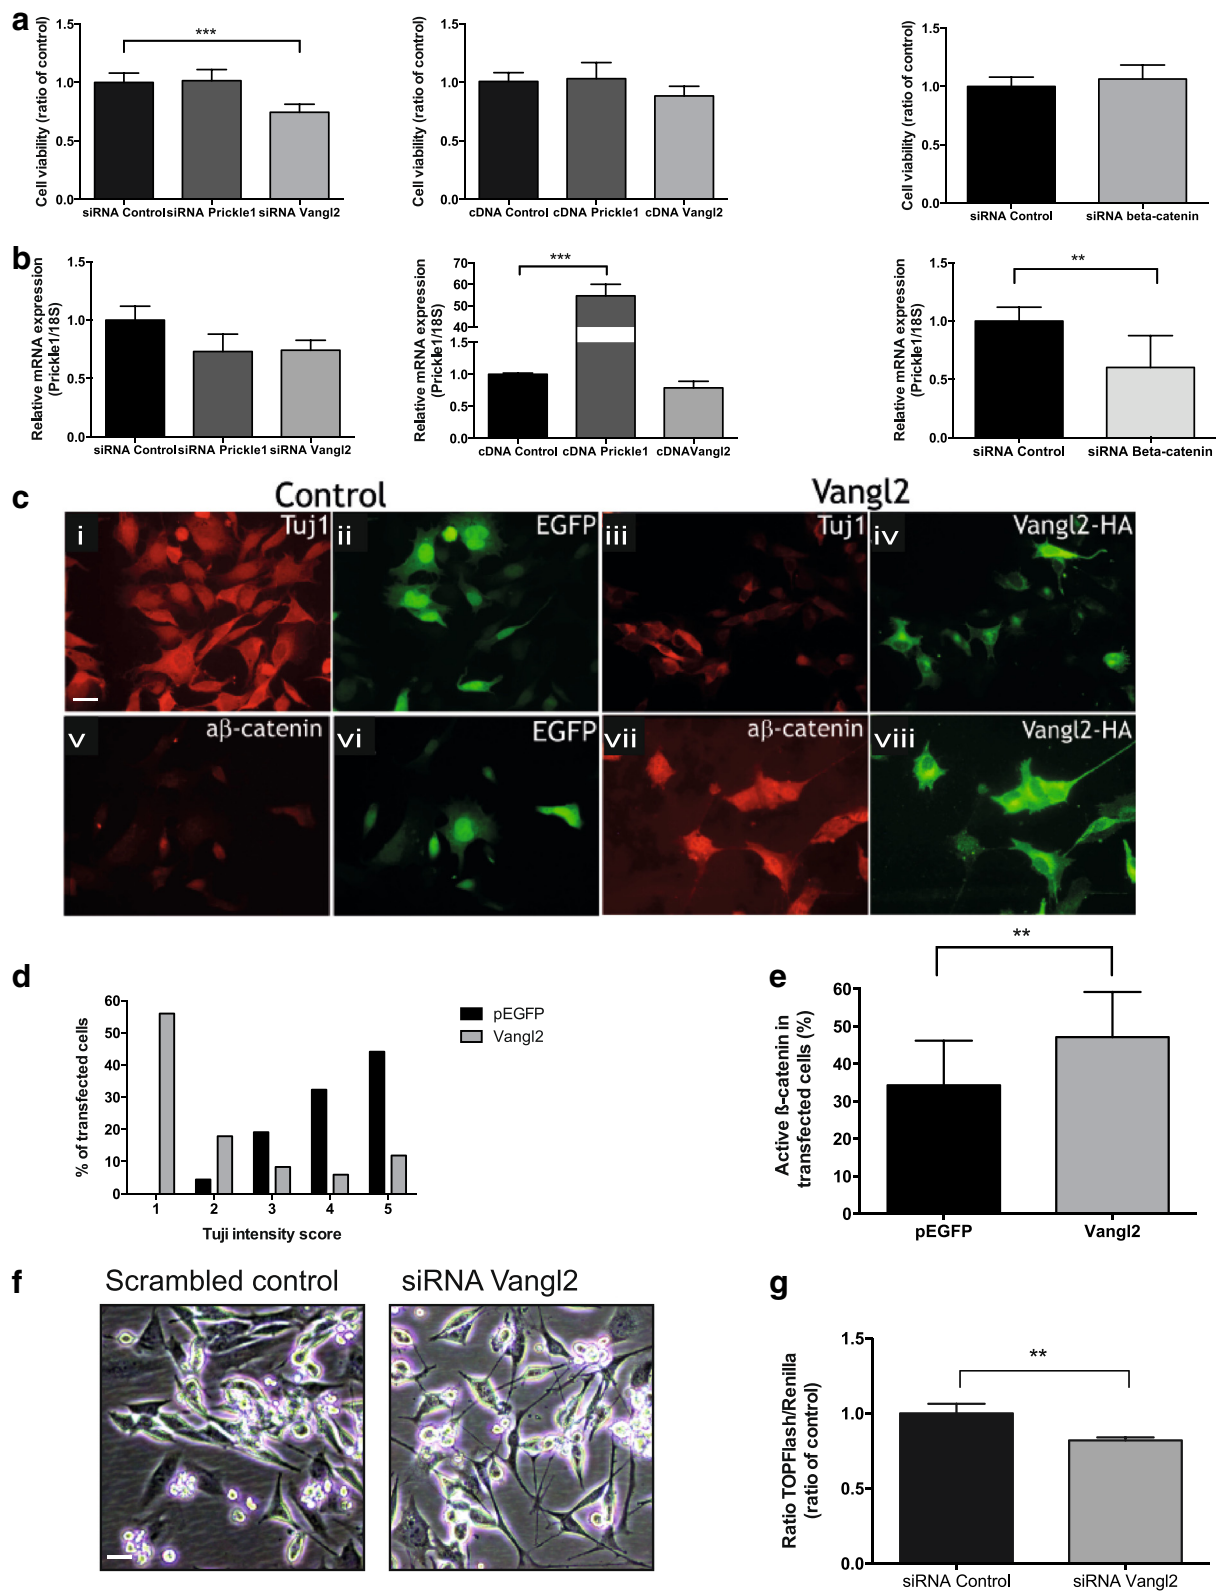 a
Cell viability (ratio of control)
1.5
1.0
0.5
0.0
***
siRNA Control siRNA Prickle1 siRNA Vangl2
Cell viability (ratio of control)
1.5
1.0
0.5
0.0
cDNA Control cDNA Prickle1 cDNA Vangl2
Cell viability (ratio of control)
1.5
1.0
0.5
0.0
siRNA Control siRNA beta-catenin
b
Relative mRNA expression
(Prickle1/18S)
1.5
1.0
0.5
0.0
siRNA Control siRNA Prickle1 siRNA Vangl2
Relative mRNA expression
(Prickle1/18S)
70
60
50
40
1.5
1.0
0.5
0.0
***
cDNA Control cDNA Prickle1 cDNAVangl2
Relative mRNA expression
(Prickle1/18S)
1.5
1.0
0.5
0.0
**
siRNA Control siRNA Beta-catenin
c
Control
Vangl2
i Tuj1
ii EGFP
iii Tuj1
iv Vangl2-HA
v aβ-catenin
vi EGFP
vii aβ-catenin
viii Vangl2-HA
d
% of transfected cells
60
50
40
30
20
10
0
1 2 3 4 5
Tuji intensity score
pEGFP
Vangl2
e
Active ß-catenin in
transfected cells (%)
60
50
40
30
20
10
0
**
pEGFP Vangl2
f
Scrambled control
siRNA Vangl2
g
Ratio TOPFlash/Renilla
(ratio of control)
1.5
1.0
0.5
0.0
**
siRNA Control siRNA Vangl2